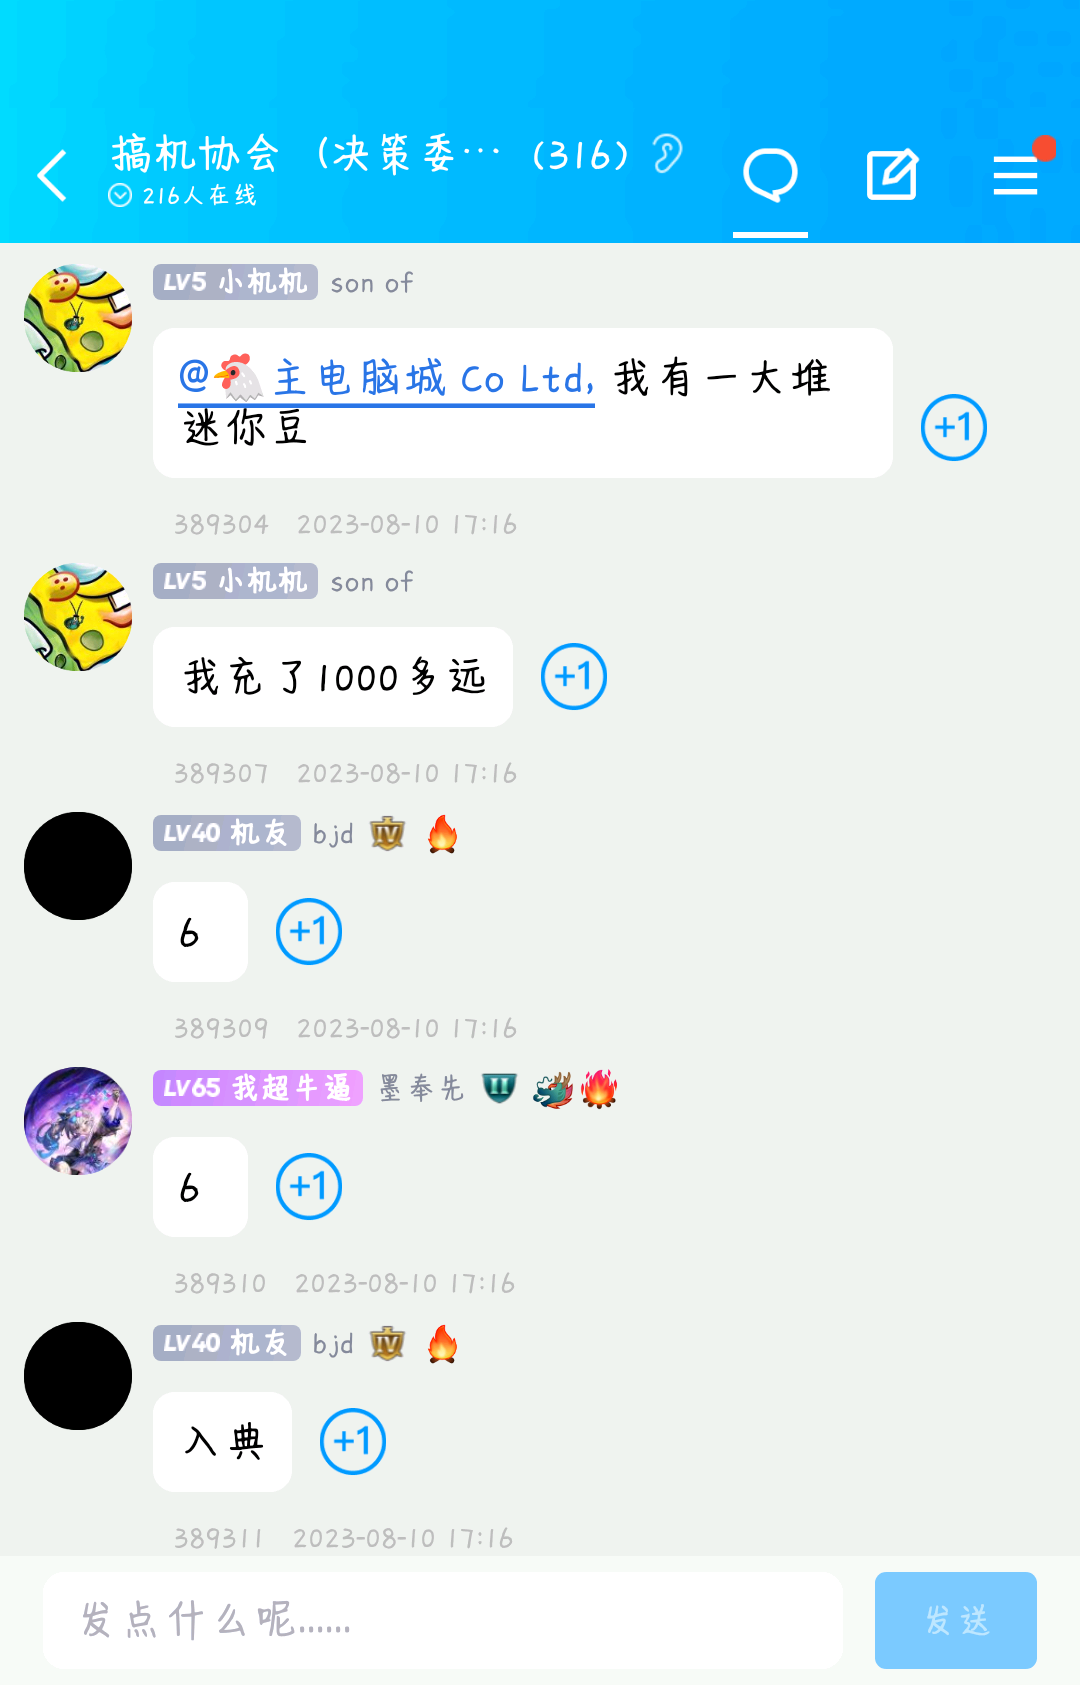 搞机协会 （决策委… （316）
216人在线
LV5 小机机 son of
@🐔主电脑城 Co Ltd, 我有一大堆
迷你豆
+1
389304 2023-08-10 17:16
LV5 小机机 son of
我充了1000多远
+1
389307 2023-08-10 17:16
LV40 机友 bjd IV 🔥
6
+1
389309 2023-08-10 17:16
LV65 我超牛逼 墨奉先 II 🐲🔥
6
+1
389310 2023-08-10 17:16
LV40 机友 bjd IV 🔥
入典
+1
389311 2023-08-10 17:16
发点什么呢......
发送